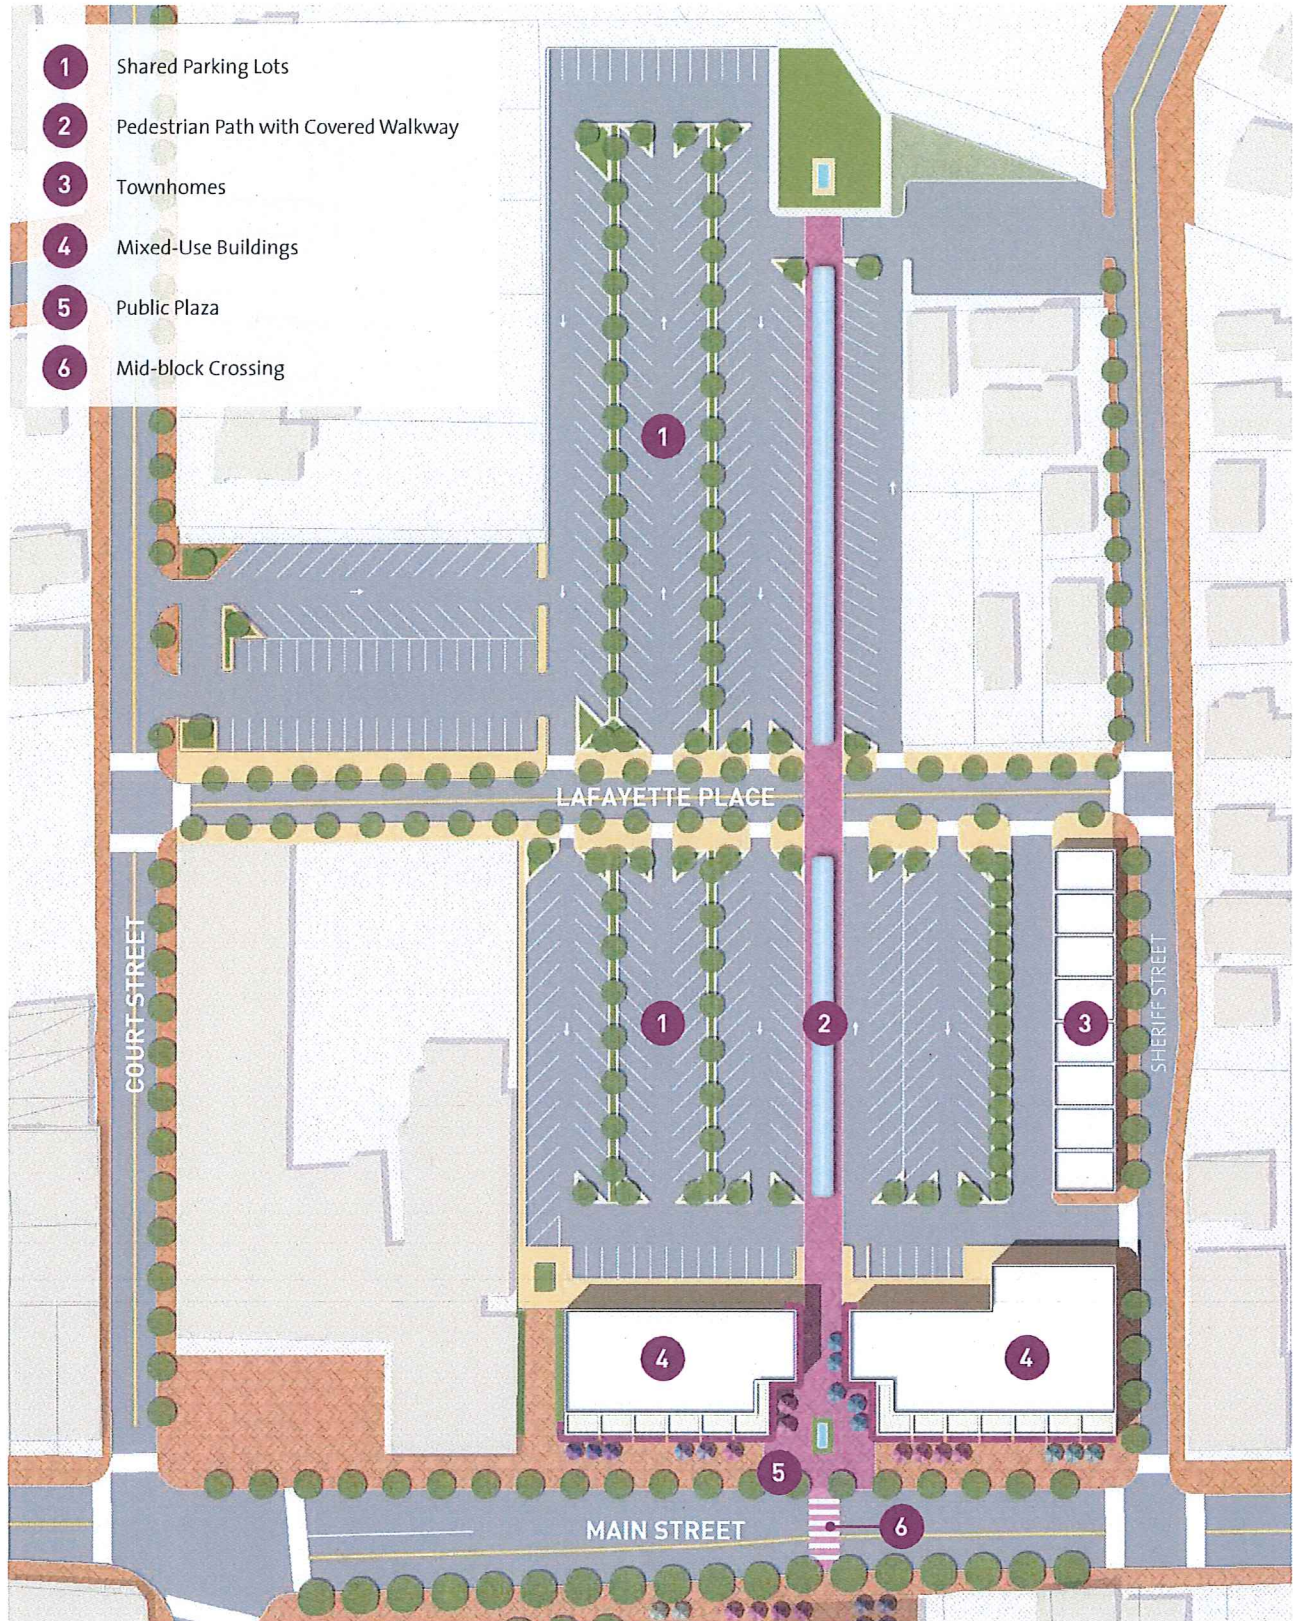 1 Shared Parking Lots
2 Pedestrian Path with Covered Walkway
3 Townhomes
4 Mixed-Use Buildings
5 Public Plaza
6 Mid-block Crossing
1
LAFAYETTE PLACE
COURT STREET
1
2
3
SHERIFF STREET
4
4
5
MAIN STREET
6